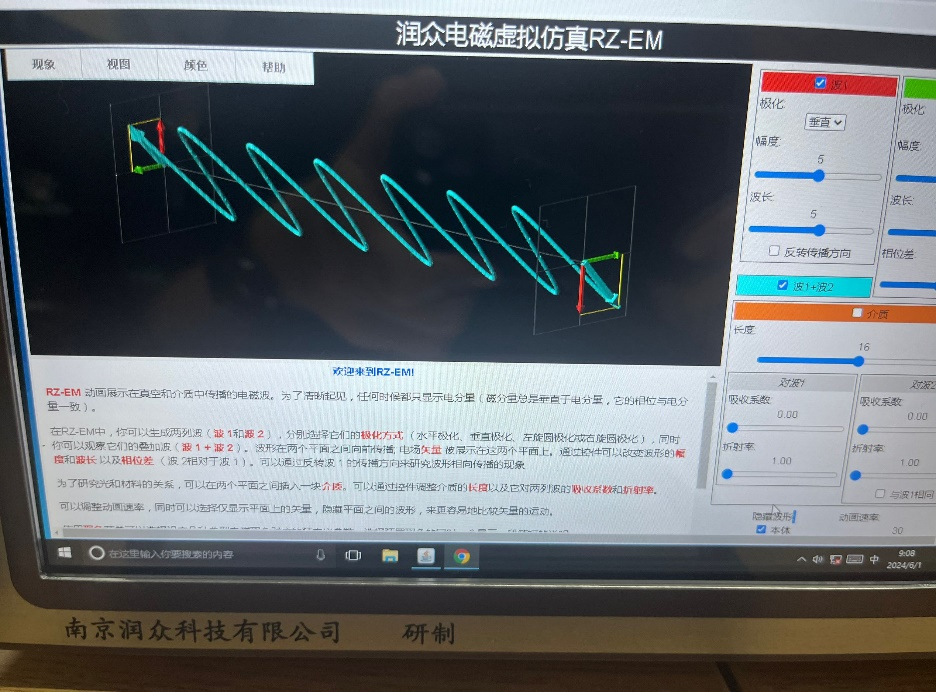 润众电磁虚拟仿真RZ-EM
现象 视图 颜色 帮助
波1
极化:
垂直
幅度:
5
波长:
5
反转传播方向
极化:
幅度:
波长:
相位差:
波1+波2
介质
长度:
16
对波1
吸收系数:
0.00
折射率:
1.00
对波2
吸收系数:
0.00
折射率:
1.00
与波1相同
隐藏波形
本体
动画速率:
30
欢迎来到RZ-EM!
RZ-EM 动画展示在真空和介质中传播的电磁波。为了清晰起见，任何时候都只显示电分量（磁分量总是垂直于电分量，它的相位与电分
量一致）。
在RZ-EM中，你可以生成两列波（波1和波2），分别选择它们的极化方式（水平极化、垂直极化、左旋圆极化或右旋圆极化），同时
你可以观察它们的叠加波（波1+波2）。波形在两个平面之间向前传播，电场矢量被展示在这两个平面上。通过控件可以改变波形的幅
度和波长以及相位差（波2相对于波1）。可以通过反转波1的传播方向来研究波形相向传播的现象
为了研究光和材料的关系，可以在两个平面之间插入一块介质。可以通过控件调整介质的长度以及它对两列波的吸收系数和折射率。
可以调整动画速率，同时可以选择仅显示平面上的矢量，隐藏平面之间的波形，来更容易地比较矢量的运动。
在这里输入你要搜索的内容
中
9:08
2024/6/1
南京润众科技有限公司 研制